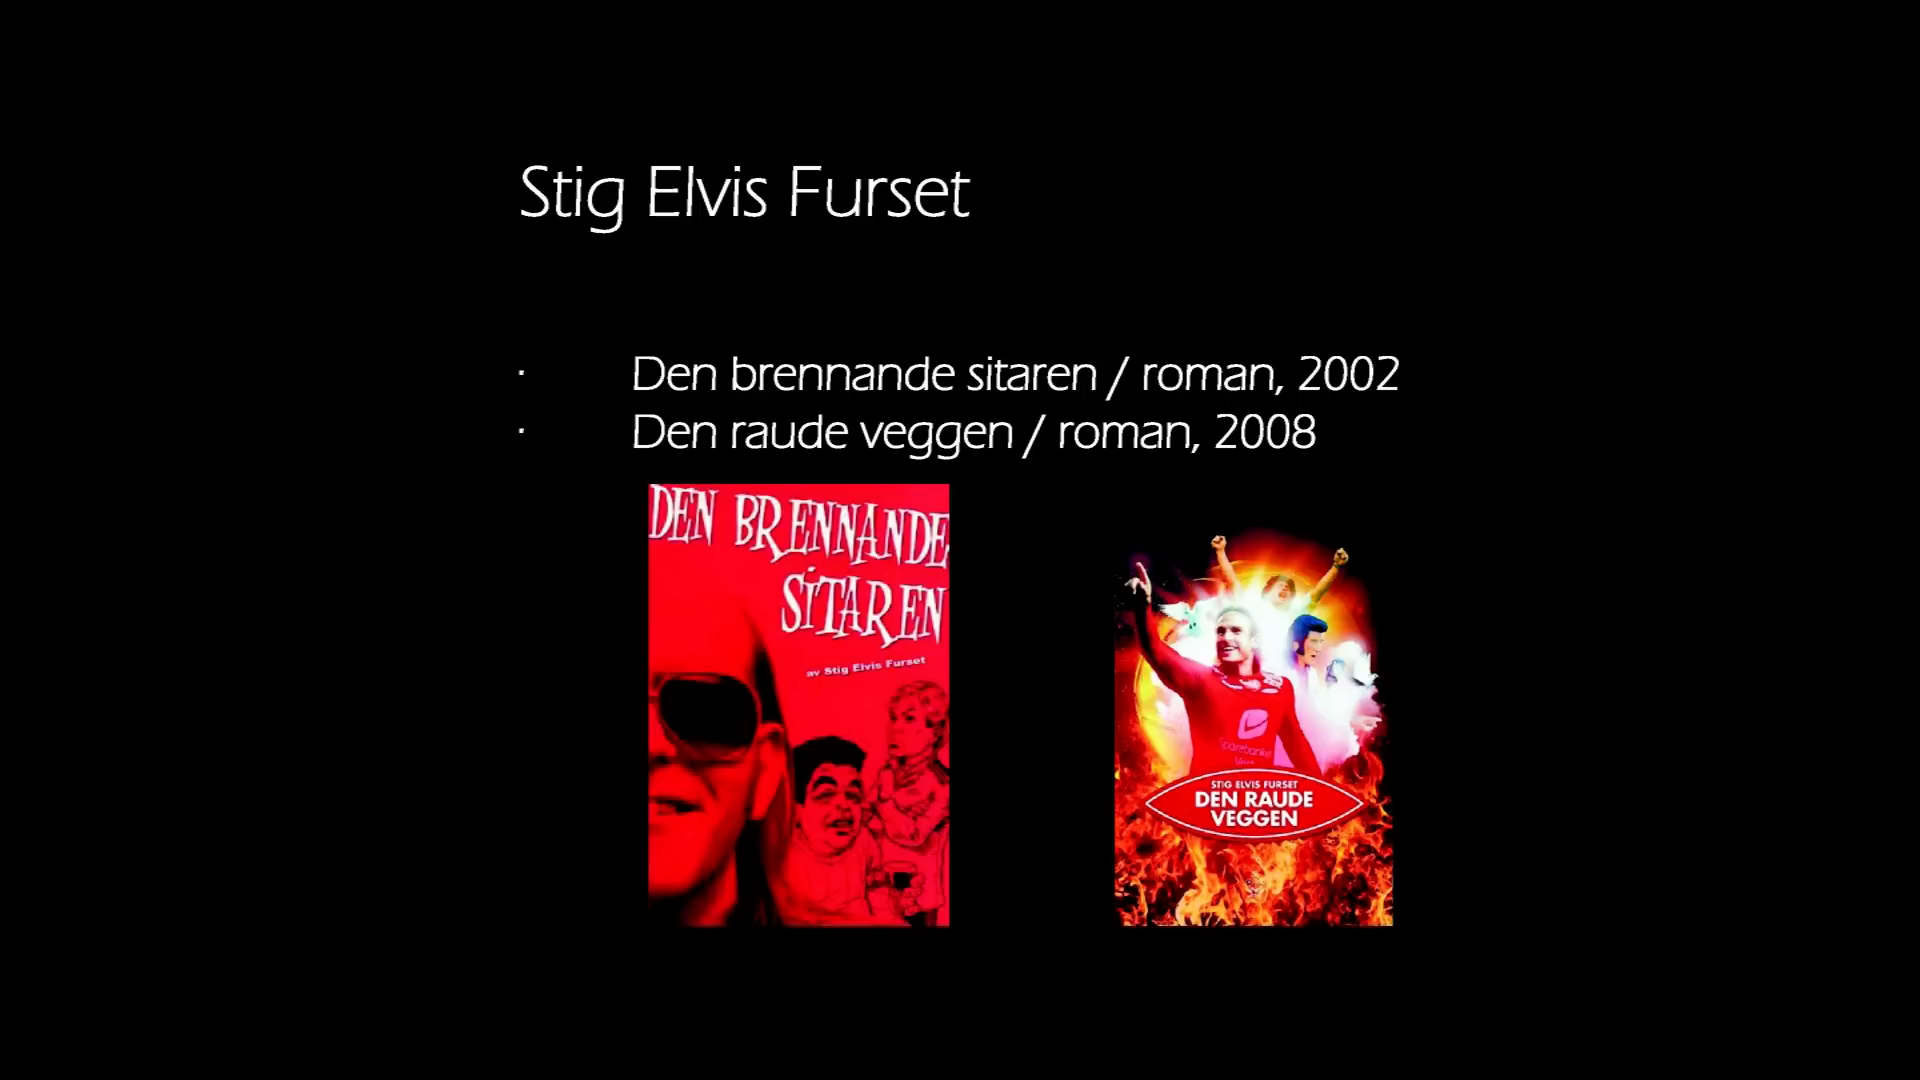 Stig Elvis Furset
· Den brennande sitaren / roman, 2002
· Den raude veggen / roman, 2008
DEN BRENNANDE
SITAREN
av Stig Elvis Furset
Sparebanken
STIG ELVIS FURSET
DEN RAUDE
VEGGEN